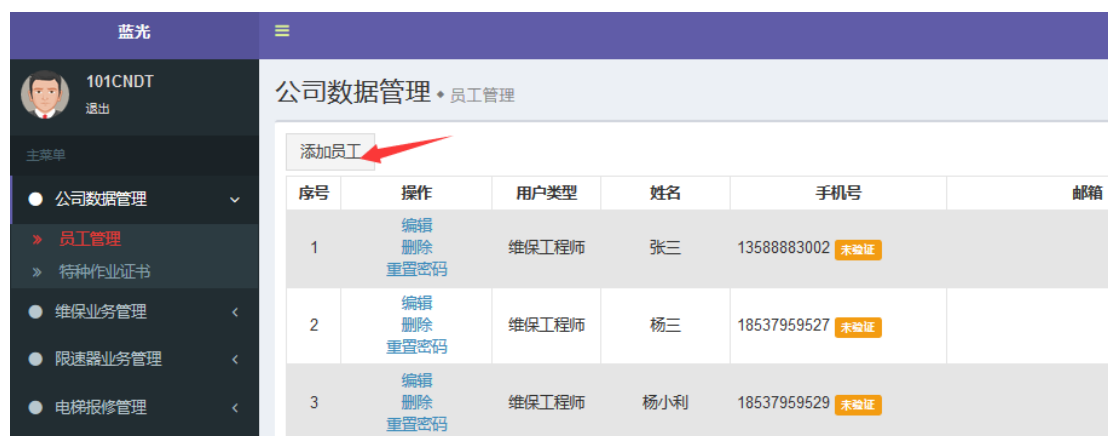 蓝光
101CNDT
退出
公司数据管理 • 员工管理
主菜单
公司数据管理
员工管理
特种作业证书
维保业务管理
限速器业务管理
电梯报修管理
添加员工
序号 操作 用户类型 姓名 手机号 邮箱
1 编辑 删除 重置密码 维保工程师 张三 13588883002 未验证
2 编辑 删除 重置密码 维保工程师 杨三 18537959527 未验证
3 编辑 删除 重置密码 维保工程师 杨小利 18537959529 未验证